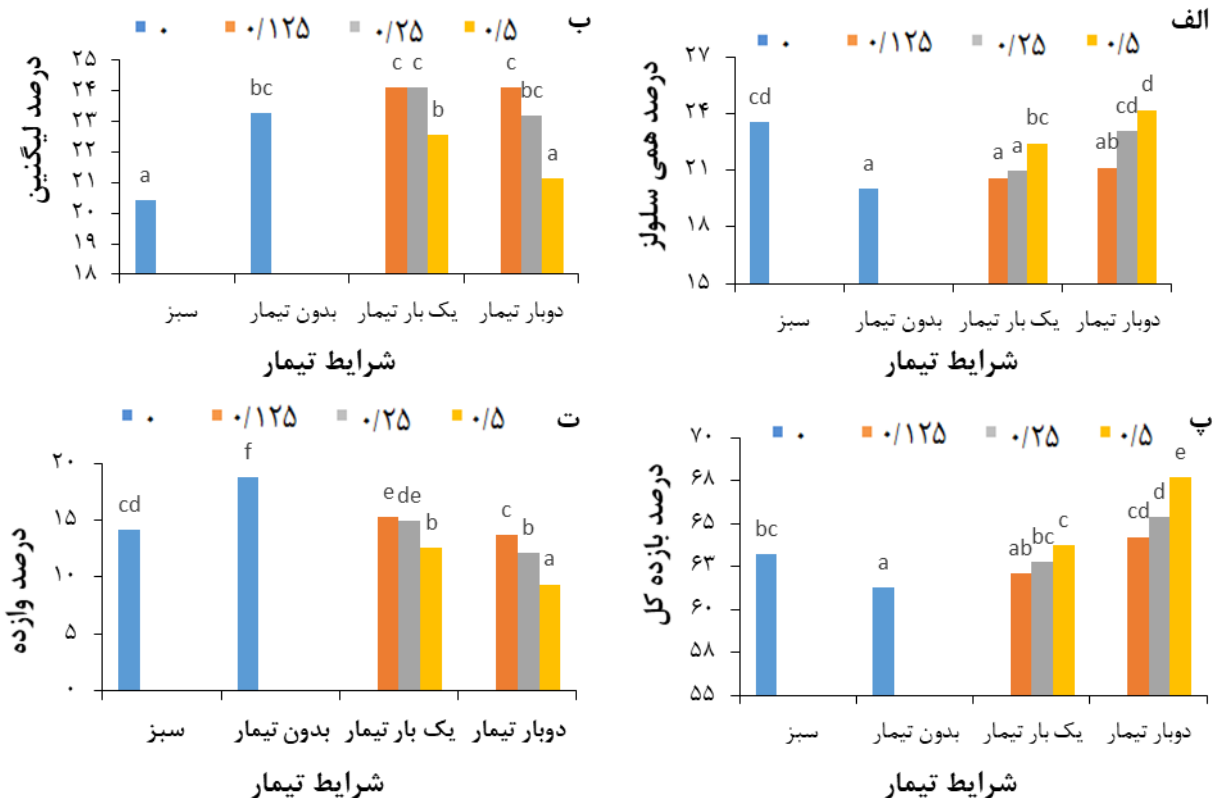 الف
۰ ۰/۱۲۵ ۰/۲۵ ۰/۵
درصد همی سلولز
۲۷
۲۴
۲۱
۱۸
۱۵
cd a a a bc ab cd d
سبز بدون تیمار یک بار تیمار دوبار تیمار
شرایط تیمار
ب
۰ ۰/۱۲۵ ۰/۲۵ ۰/۵
درصد لیگنین
۲۵
۲۴
۲۳
۲۲
۲۱
۲۰
۱۹
۱۸
a bc c c b c bc a
سبز بدون تیمار یک بار تیمار دوبار تیمار
شرایط تیمار
پ
۰ ۰/۱۲۵ ۰/۲۵ ۰/۵
درصد بازده کل
۷۰
۶۸
۶۵
۶۳
۶۰
۵۸
۵۵
bc a ab bc c cd d e
سبز بدون تیمار یک بار تیمار دوبار تیمار
شرایط تیمار
ت
۰ ۰/۱۲۵ ۰/۲۵ ۰/۵
درصد وازده
۲۰
۱۵
۱۰
۵
۰
cd f e de b c b a
سبز بدون تیمار یک بار تیمار دوبار تیمار
شرایط تیمار